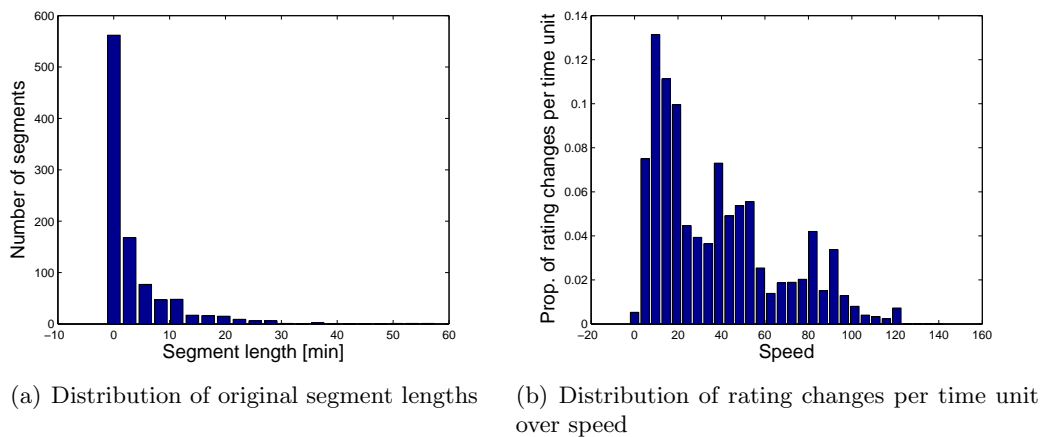 600
500
400
300
200
100
0
−10 0 10 20 30 40 50 60
Number of segments
Segment length [min]
0.14
0.12
0.1
0.08
0.06
0.04
0.02
0
−20 0 20 40 60 80 100 120 140 160
Prop. of rating changes per time unit
Speed
(a) Distribution of original segment lengths
(b) Distribution of rating changes per time unit
over speed